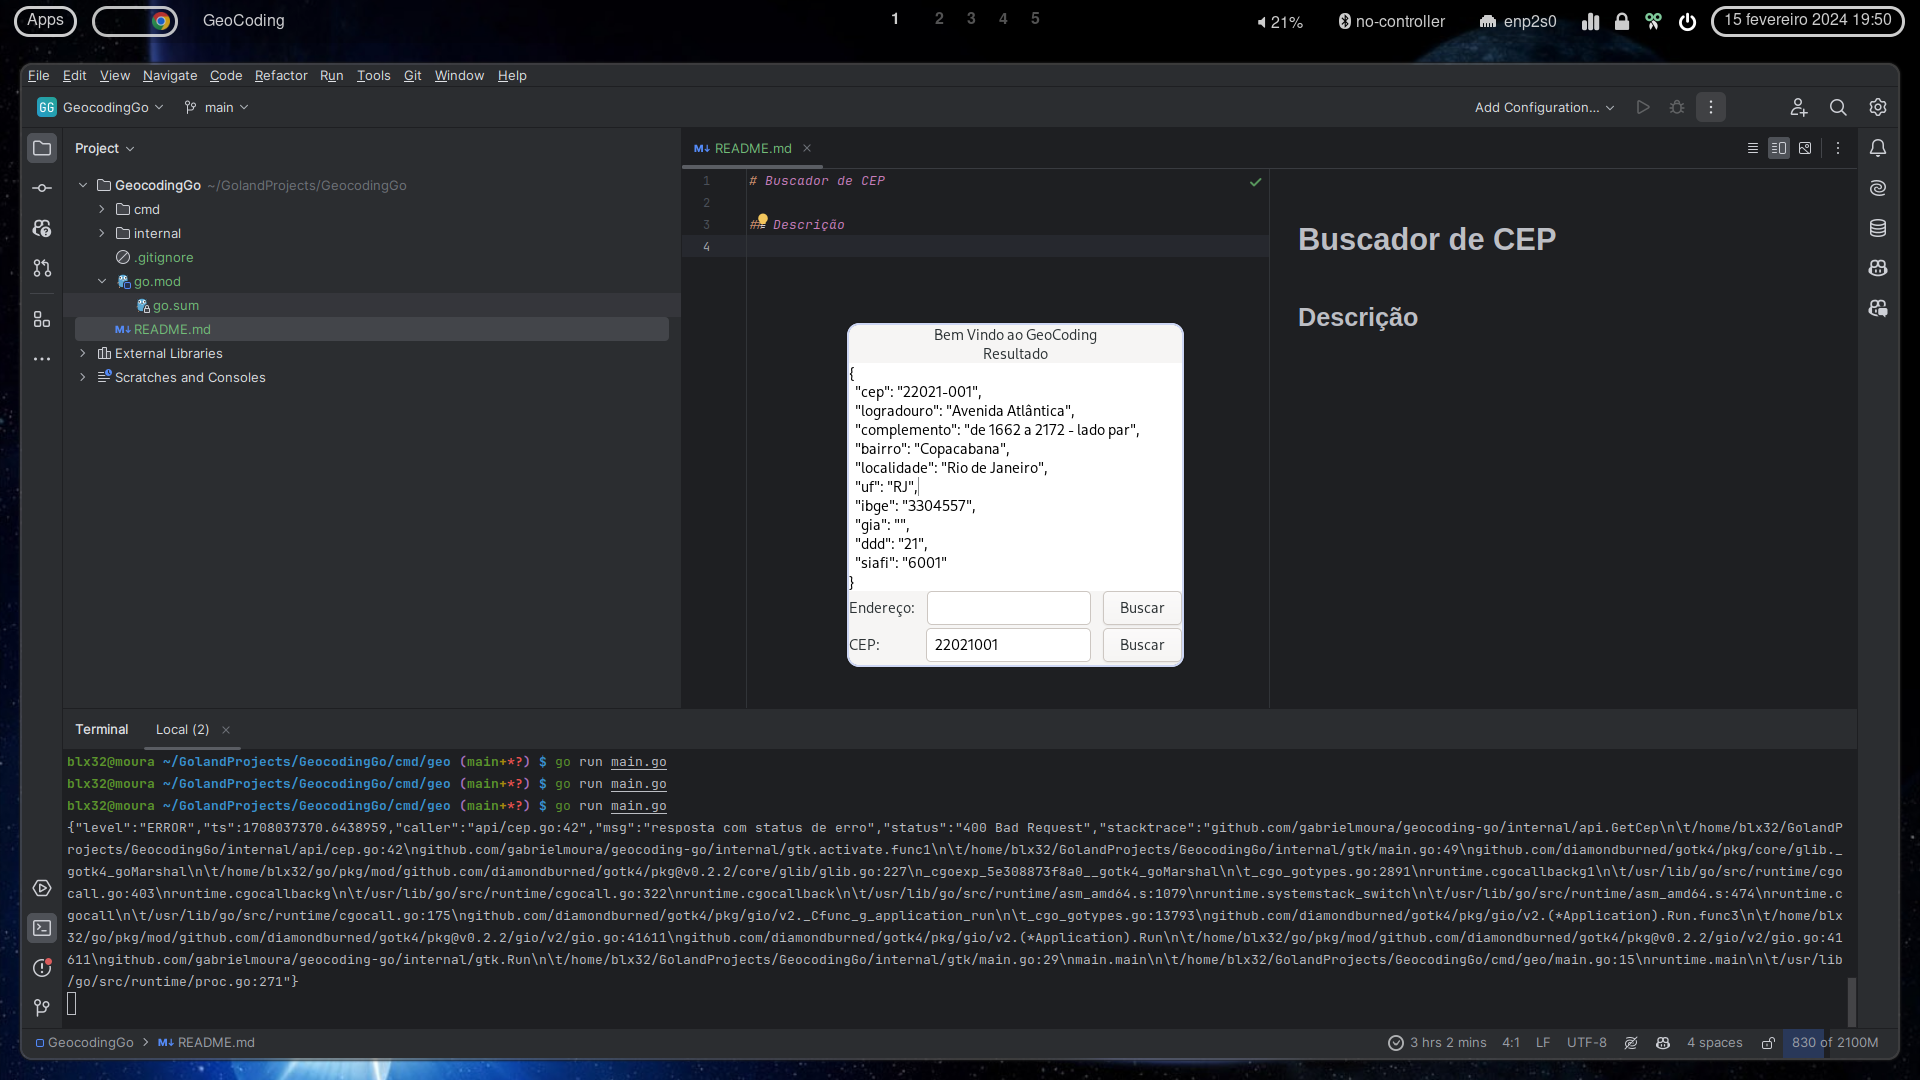 Apps
GeoCoding
1 2 3 4 5
21%
no-controller
enp2s0
15 fevereiro 2024 19:50
File Edit View Navigate Code Refactor Run Tools Git Window Help
GG GeocodingGo main
Add Configuration...
Project
GeocodingGo ~/GolandProjects/GeocodingGo
cmd
internal
.gitignore
go.mod
go.sum
M↓ README.md
External Libraries
Scratches and Consoles
M↓ README.md
1 # Buscador de CEP
2
3 ## Descrição
4
Buscador de CEP
Descrição
Bem Vindo ao GeoCoding
Resultado
{
"cep": "22021-001",
"logradouro": "Avenida Atlântica",
"complemento": "de 1662 a 2172 - lado par",
"bairro": "Copacabana",
"localidade": "Rio de Janeiro",
"uf": "RJ",
"ibge": "3304557",
"gia": "",
"ddd": "21",
"siafi": "6001"
}
Endereço: Buscar
CEP: 22021001 Buscar
Terminal Local (2)
blx32@moura ~/GolandProjects/GeocodingGo/cmd/geo (main+*?) $ go run main.go
blx32@moura ~/GolandProjects/GeocodingGo/cmd/geo (main+*?) $ go run main.go
blx32@moura ~/GolandProjects/GeocodingGo/cmd/geo (main+*?) $ go run main.go
{"level":"ERROR","ts":1708037370.6438959,"caller":"api/cep.go:42","msg":"resposta com status de erro","status":"400 Bad Request","stacktrace":"github.com/gabrielmoura/geocoding-go/internal/api.GetCep\n\t/home/blx32/GolandP
rojects/GeocodingGo/internal/api/cep.go:42\ngithub.com/gabrielmoura/geocoding-go/internal/gtk.activate.func1\n\t/home/blx32/GolandProjects/GeocodingGo/internal/gtk/main.go:49\ngithub.com/diamondburned/gotk4/pkg/core/glib._
gotk4_goMarshal\n\t/home/blx32/go/pkg/mod/github.com/diamondburned/gotk4/pkg@v0.2.2/core/glib/glib.go:227\n_cgoexp_5e308873f8a0__gotk4_goMarshal\n\t_cgo_gotypes.go:2891\nruntime.cgocallbackg1\n\t/usr/lib/go/src/runtime/cgo
call.go:403\nruntime.cgocallbackg\n\t/usr/lib/go/src/runtime/cgocall.go:322\nruntime.cgocallback\n\t/usr/lib/go/src/runtime/asm_amd64.s:1079\nruntime.systemstack_switch\n\t/usr/lib/go/src/runtime/asm_amd64.s:474\nruntime.c
gocall\n\t/usr/lib/go/src/runtime/cgocall.go:175\ngithub.com/diamondburned/gotk4/pkg/gio/v2._Cfunc_g_application_run\n\t_cgo_gotypes.go:13793\ngithub.com/diamondburned/gotk4/pkg/gio/v2.(*Application).Run.func3\n\t/home/blx
32/go/pkg/mod/github.com/diamondburned/gotk4/pkg@v0.2.2/gio/v2/gio.go:41611\ngithub.com/diamondburned/gotk4/pkg/gio/v2.(*Application).Run\n\t/home/blx32/go/pkg/mod/github.com/diamondburned/gotk4/pkg@v0.2.2/gio/v2/gio.go:41
611\ngithub.com/gabrielmoura/geocoding-go/internal/gtk.Run\n\t/home/blx32/GolandProjects/GeocodingGo/internal/gtk/main.go:29\nmain.main\n\t/home/blx32/GolandProjects/GeocodingGo/cmd/geo/main.go:15\nruntime.main\n\t/usr/lib
/go/src/runtime/proc.go:271"}
GeocodingGo > M↓ README.md
3 hrs 2 mins 4:1 LF UTF-8 4 spaces 830 of 2100M